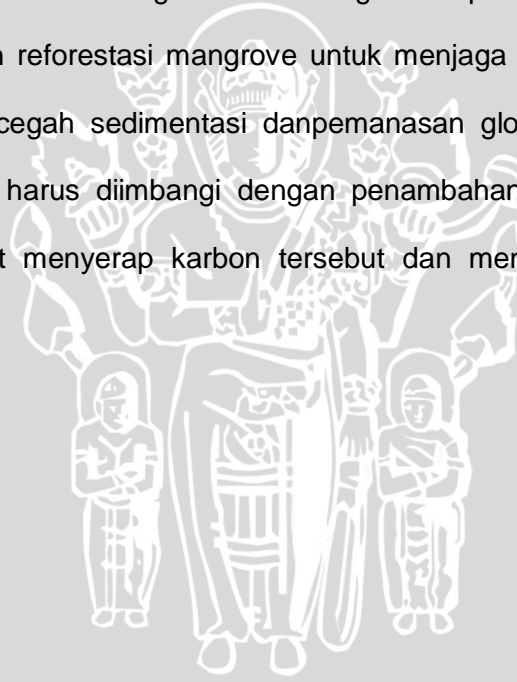 reforestasi mangrove untuk menjaga
cegah sedimentasi danpemanasan glo
harus diimbangi dengan penambahan
menyerap karbon tersebut dan mer